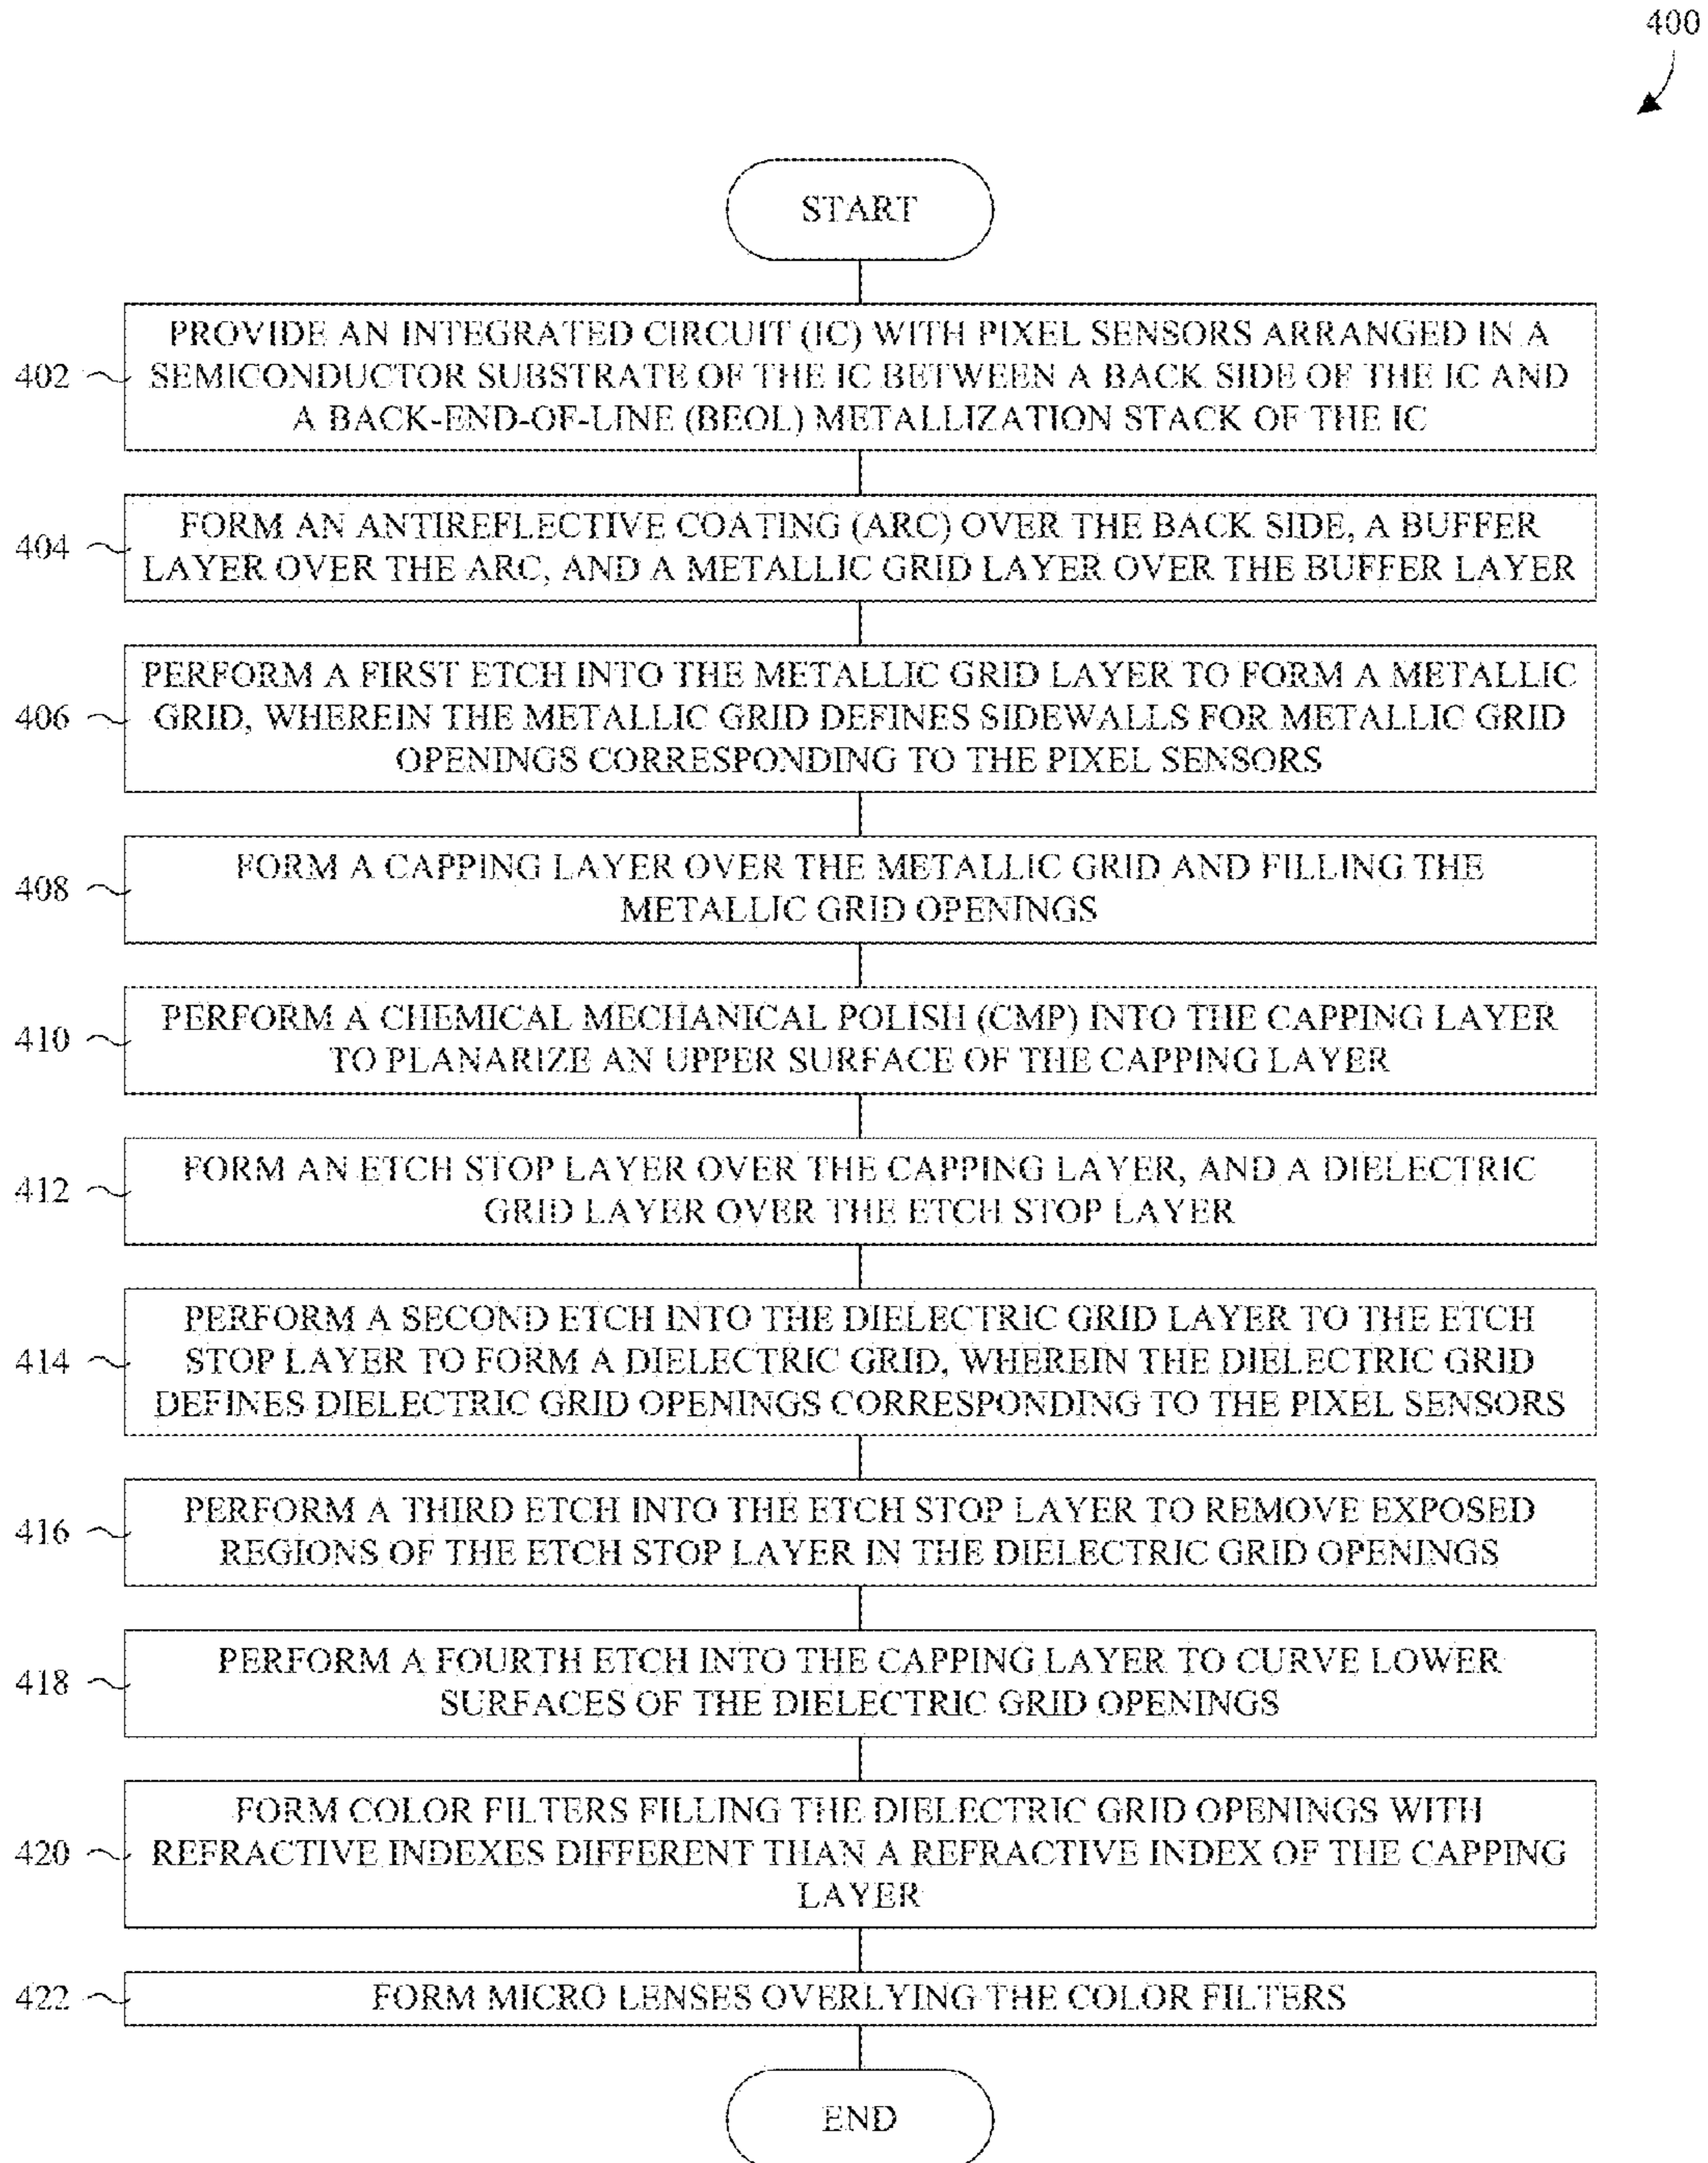 400
START
402
PROVIDE AN INTEGRATED CIRCUIT (IC) WITH PIXEL SENSORS ARRANGED IN A
SEMICONDUCTOR SUBSTRATE OF THE IC BETWEEN A BACK SIDE OF THE IC AND
A BACK-END-OF-LINE (BEOL) METALLIZATION STACK OF THE IC
404
FORM AN ANTIREFLECTIVE COATING (ARC) OVER THE BACK SIDE, A BUFFER
LAYER OVER THE ARC, AND A METALLIC GRID LAYER OVER THE BUFFER LAYER
406
PERFORM A FIRST ETCH INTO THE METALLIC GRID LAYER TO FORM A METALLIC
GRID, WHEREIN THE METALLIC GRID DEFINES SIDEWALLS FOR METALLIC GRID
OPENINGS CORRESPONDING TO THE PIXEL SENSORS
408
FORM A CAPPING LAYER OVER THE METALLIC GRID AND FILLING THE
METALLIC GRID OPENINGS
410
PERFORM A CHEMICAL MECHANICAL POLISH (CMP) INTO THE CAPPING LAYER
TO PLANARIZE AN UPPER SURFACE OF THE CAPPING LAYER
412
FORM AN ETCH STOP LAYER OVER THE CAPPING LAYER, AND A DIELECTRIC
GRID LAYER OVER THE ETCH STOP LAYER
414
PERFORM A SECOND ETCH INTO THE DIELECTRIC GRID LAYER TO THE ETCH
STOP LAYER TO FORM A DIELECTRIC GRID, WHEREIN THE DIELECTRIC GRID
DEFINES DIELECTRIC GRID OPENINGS CORRESPONDING TO THE PIXEL SENSORS
416
PERFORM A THIRD ETCH INTO THE ETCH STOP LAYER TO REMOVE EXPOSED
REGIONS OF THE ETCH STOP LAYER IN THE DIELECTRIC GRID OPENINGS
418
PERFORM A FOURTH ETCH INTO THE CAPPING LAYER TO CURVE LOWER
SURFACES OF THE DIELECTRIC GRID OPENINGS
420
FORM COLOR FILTERS FILLING THE DIELECTRIC GRID OPENINGS WITH
REFRACTIVE INDEXES DIFFERENT THAN A REFRACTIVE INDEX OF THE CAPPING
LAYER
422
FORM MICRO LENSES OVERLYING THE COLOR FILTERS
END